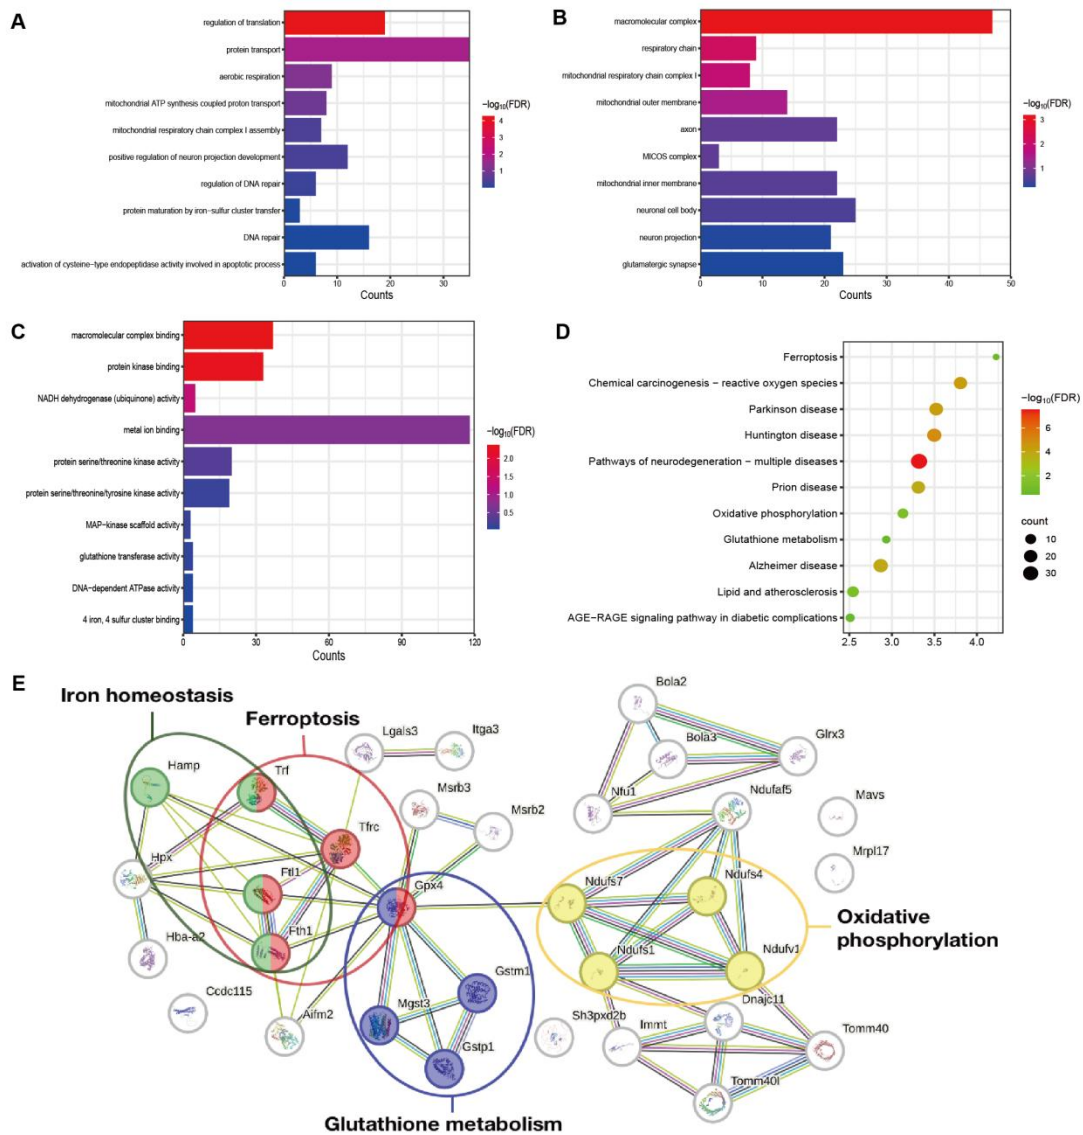 A
regulation of translation
protein transport
aerobic respiration
mitochondrial ATP synthesis coupled proton transport
mitochondrial respiratory chain complex I assembly
positive regulation of neuron projection development
regulation of DNA repair
protein maturation by iron−sulfur cluster transfer
DNA repair
activation of cysteine−type endopeptidase activity involved in apoptotic process
0 10 20 30
Counts
−log10(FDR)
4
3
2
1
B
macromolecular complex
respiratory chain
mitochondrial respiratory chain complex I
mitochondrial outer membrane
axon
MICOS complex
mitochondrial inner membrane
neuronal cell body
neuron projection
glutamatergic synapse
0 10 20 30 40 50
Counts
−log10(FDR)
3
2
1
C
macromolecular complex binding
protein kinase binding
NADH dehydrogenase (ubiquinone) activity
metal ion binding
protein serine/threonine kinase activity
protein serine/threonine/tyrosine kinase activity
MAP−kinase scaffold activity
glutathione transferase activity
DNA−dependent ATPase activity
4 iron, 4 sulfur cluster binding
0 30 60 90 120
Counts
−log10(FDR)
2.0
1.5
1.0
0.5
D
Ferroptosis
Chemical carcinogenesis − reactive oxygen species
Parkinson disease
Huntington disease
Pathways of neurodegeneration − multiple diseases
Prion disease
Oxidative phosphorylation
Glutathione metabolism
Alzheimer disease
Lipid and atherosclerosis
AGE−RAGE signaling pathway in diabetic complications
2.5 3.0 3.5 4.0
−log10(FDR)
6
4
2
count
10
20
30
E
Iron homeostasis
Ferroptosis
Hamp
Trf
Lgals3
Itga3
Tfrc
Msrb3
Msrb2
Hpx
Ftl1
Gpx4
Fth1
Hba-a2
Ccdc115
Aifm2
Mgst3
Gstm1
Gstp1
Glutathione metabolism
Bola2
Bola3
Glrx3
Nfu1
Ndufaf5
Mavs
Mrpl17
Ndufs7
Ndufs4
Ndufs1
Ndufv1
Oxidative
phosphorylation
Sh3pxd2b
Immt
Dnajc11
Tomm40
Tomm40l